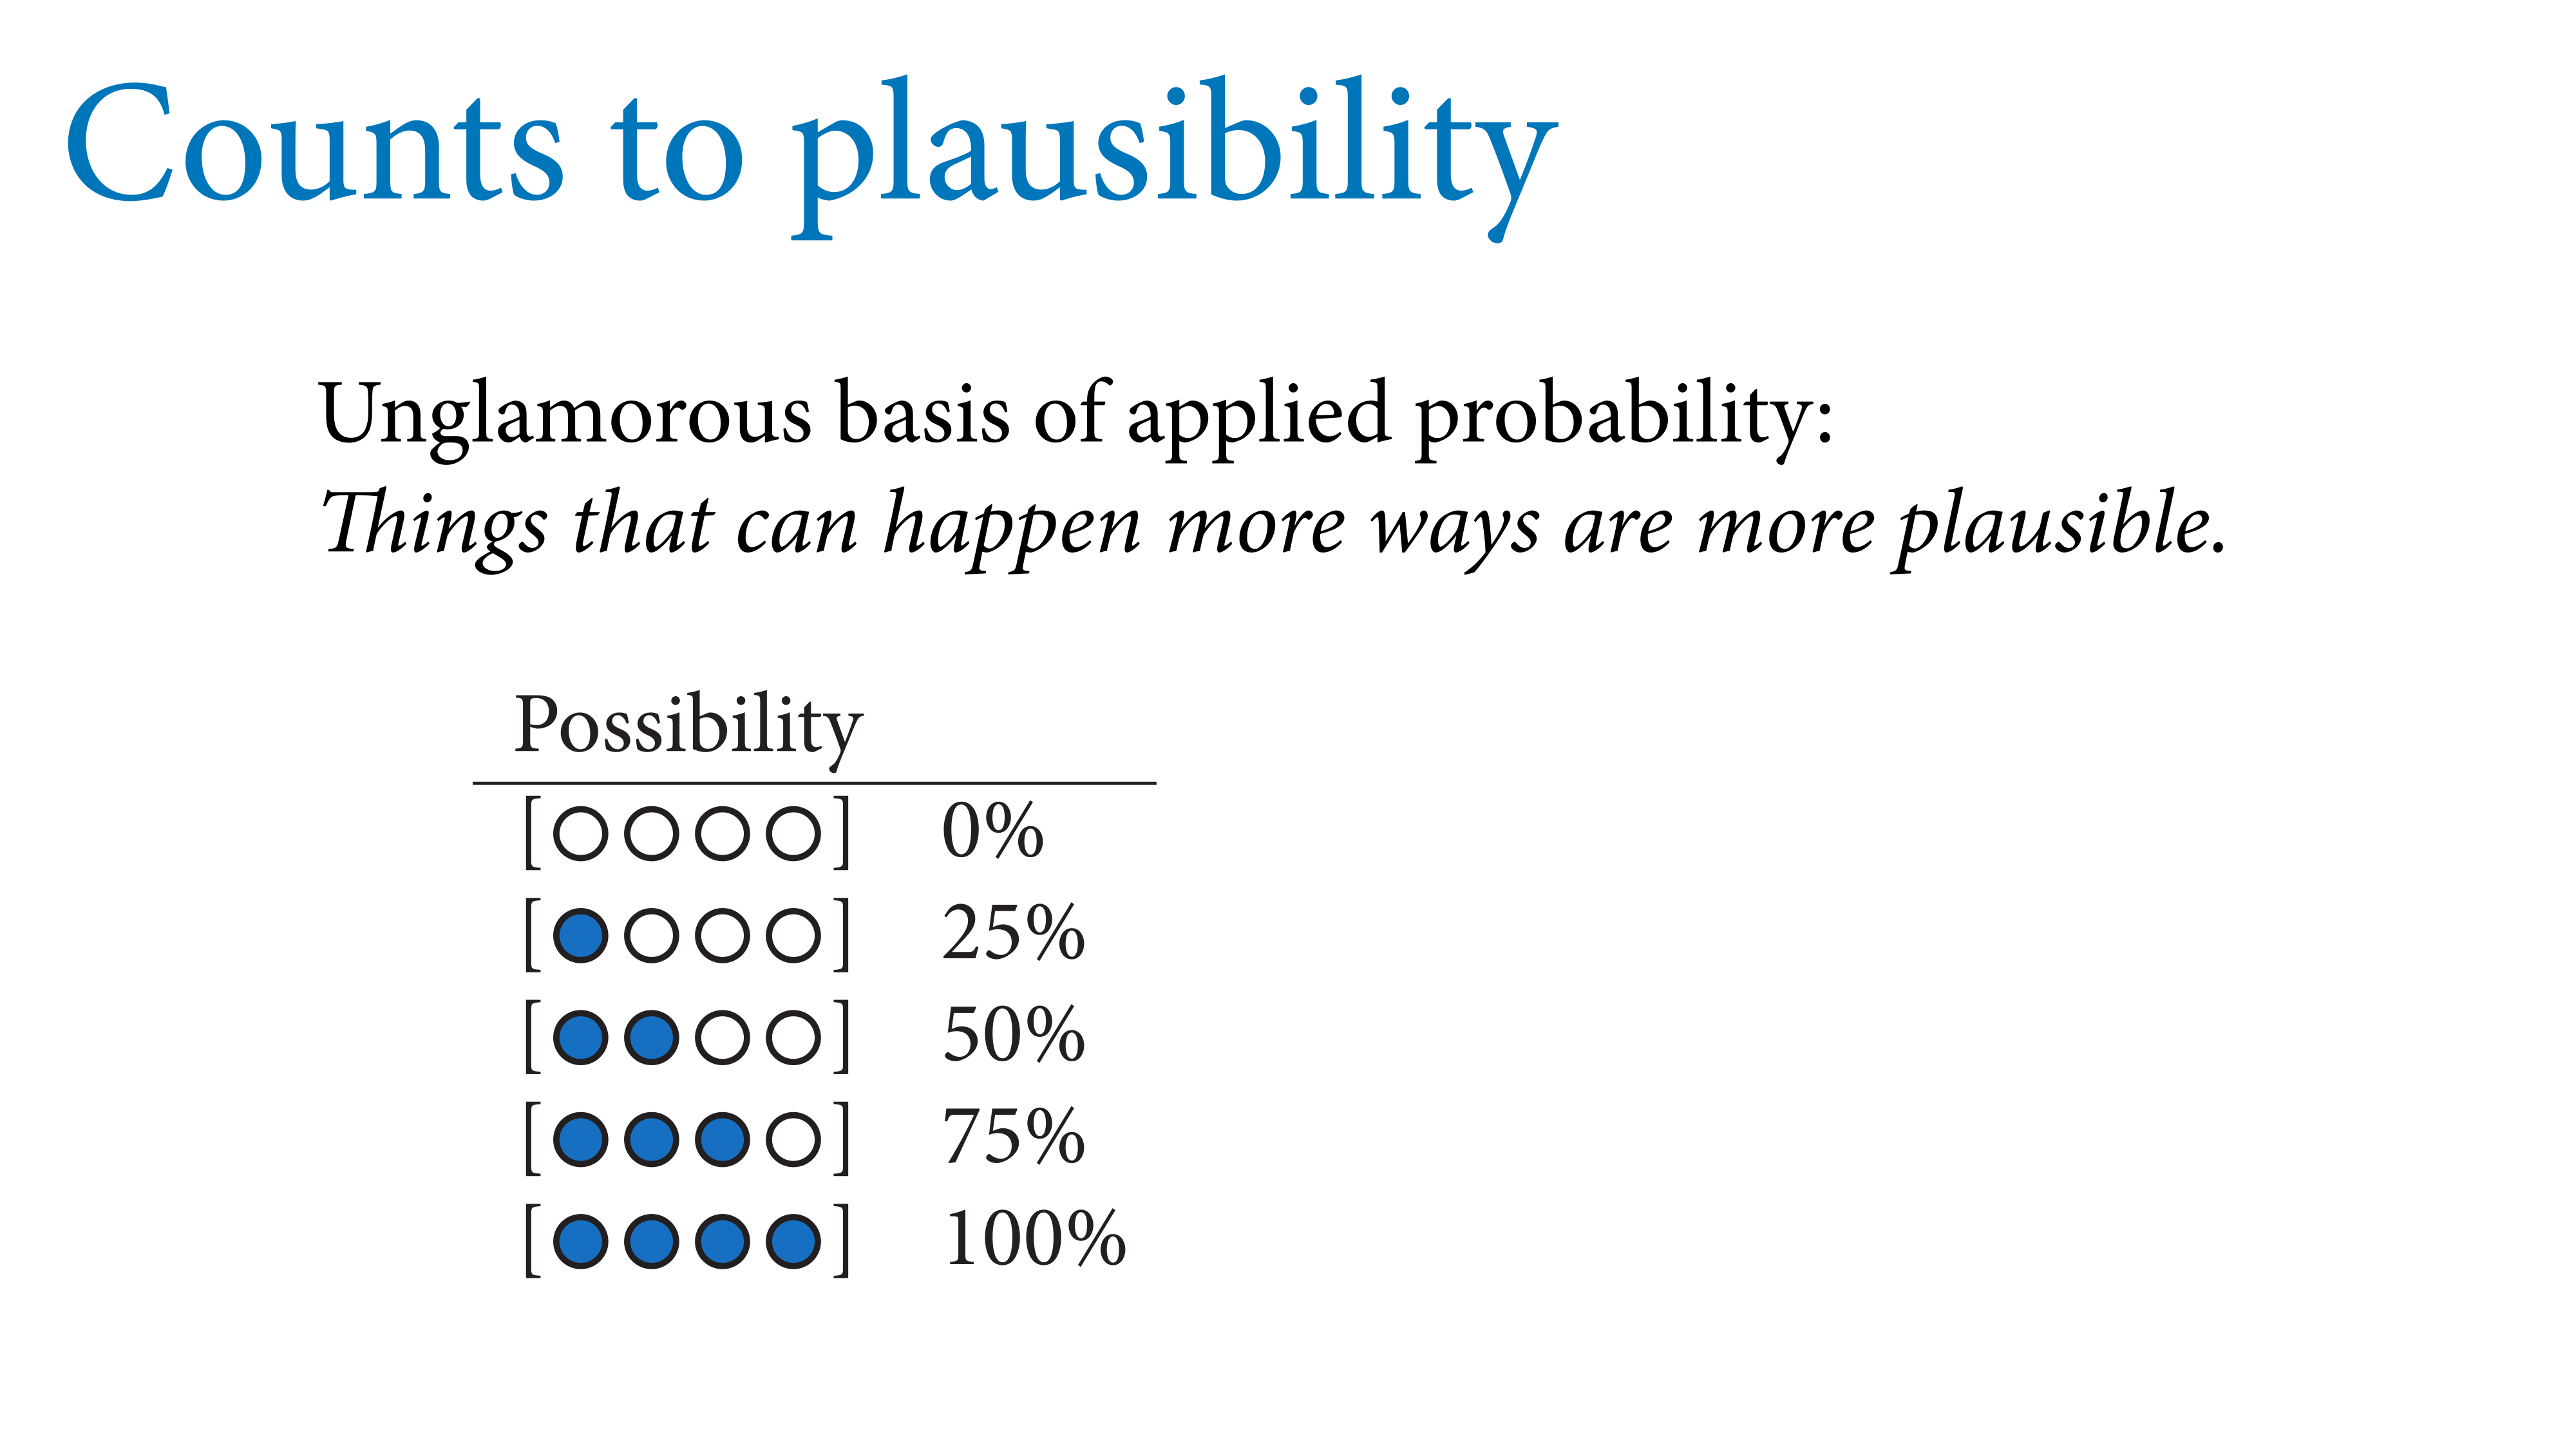 Counts to plausibility
Unglamorous basis of applied probability:
Things that can happen more ways are more plausible.
Possibility
[○○○○] 0%
[●○○○] 25%
[●●○○] 50%
[●●●○] 75%
[●●●●] 100%